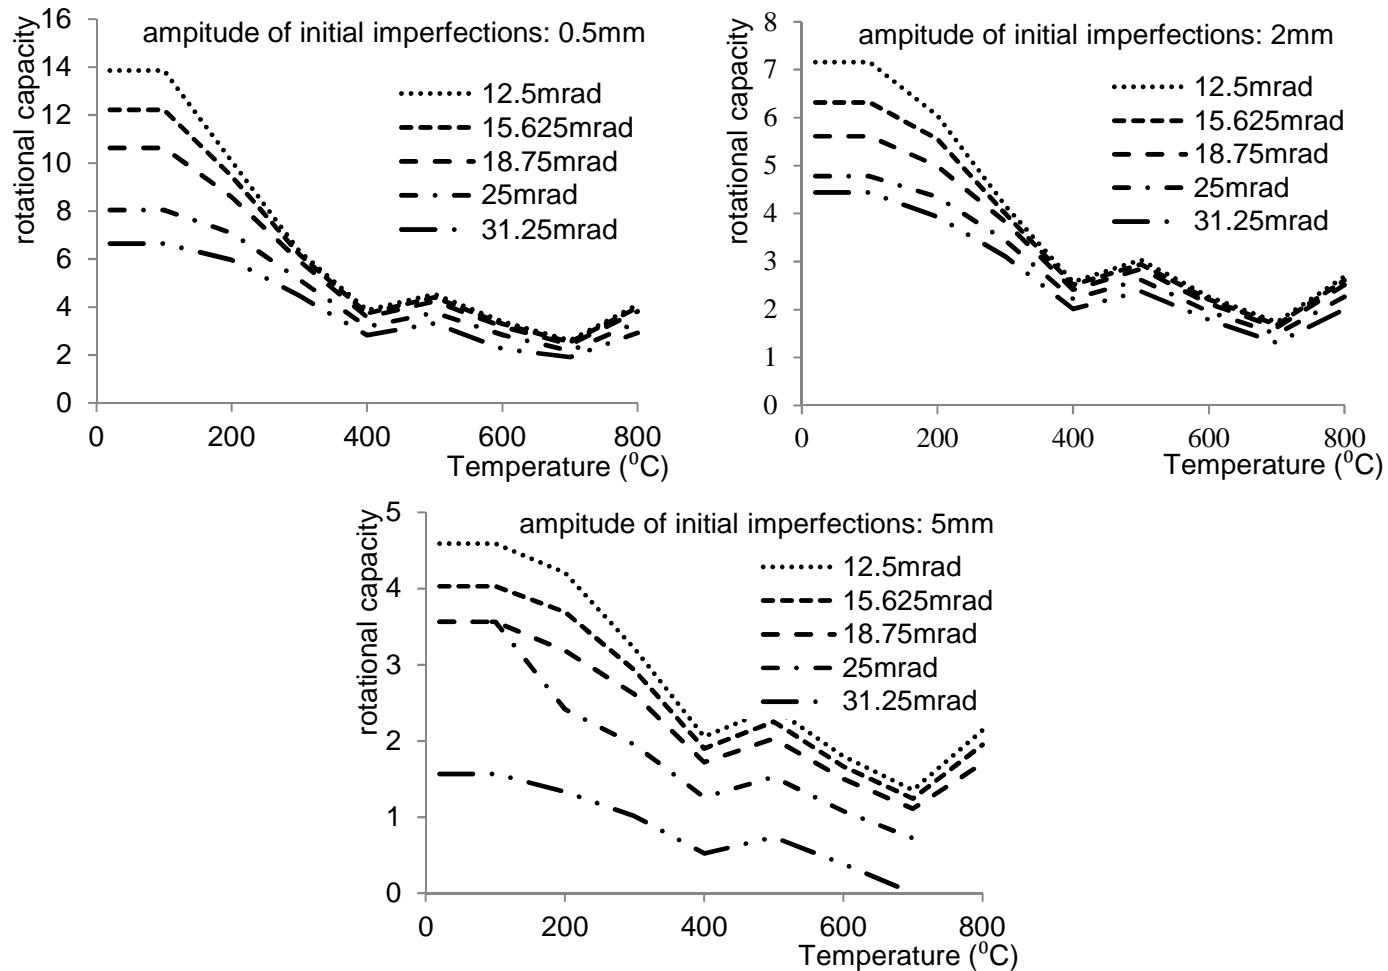 ampitude of initial imperfections: 0.5mm
rotational capacity
16
14
12
10
8
6
4
2
0
12.5mrad
15.625mrad
18.75mrad
25mrad
31.25mrad
0 200 400 600 800
Temperature (⁰C)
ampitude of initial imperfections: 2mm
rotational capacity
8
7
6
5
4
3
2
1
0
12.5mrad
15.625mrad
18.75mrad
25mrad
31.25mrad
0 200 400 600 800
Temperature (⁰C)
ampitude of initial imperfections: 5mm
rotational capacity
5
4
3
2
1
0
12.5mrad
15.625mrad
18.75mrad
25mrad
31.25mrad
0 200 400 600 800
Temperature (⁰C)